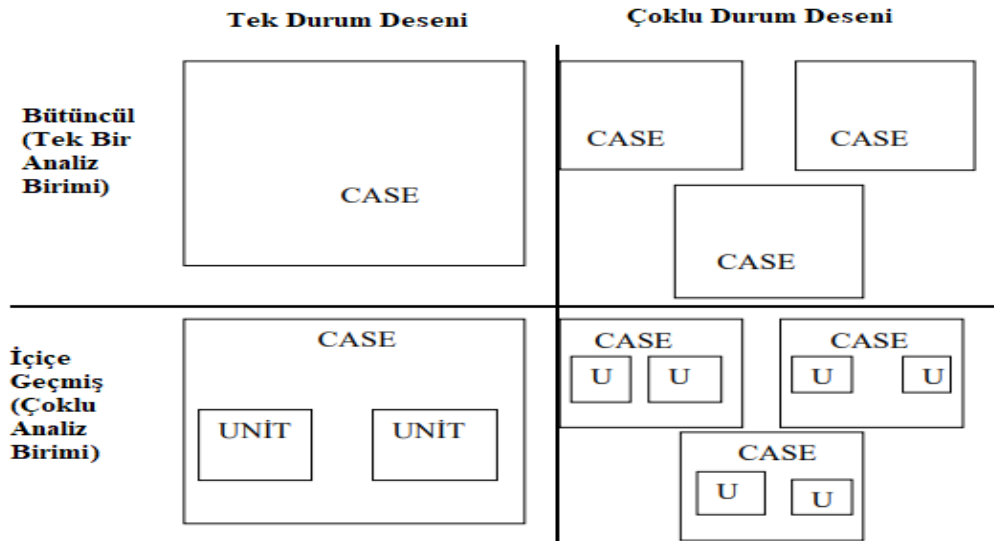 Tek Durum Deseni
Çoklu Durum Deseni
Bütüncül
(Tek Bir
Analiz
Birimi)
CASE
CASE
CASE
CASE
İçiçe
Geçmiş
(Çoklu
Analiz
Birimi)
CASE
UNİT
UNİT
CASE
U
U
CASE
U
U
CASE
U
U